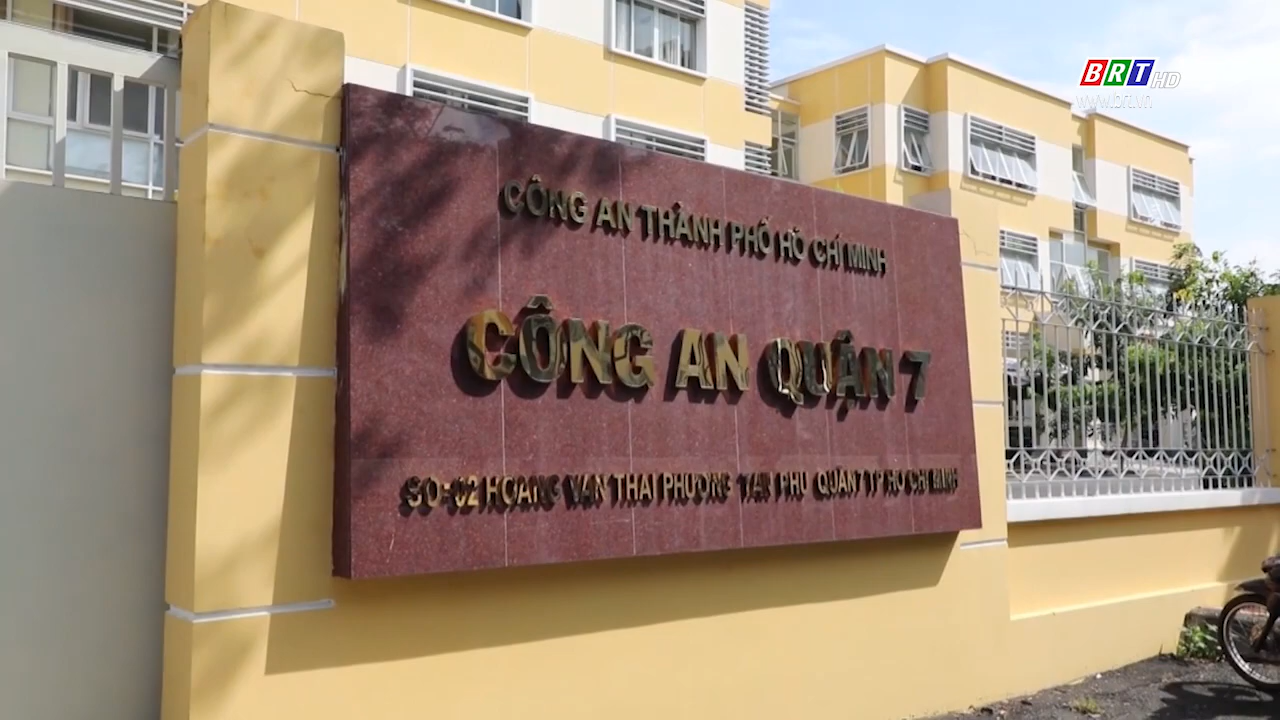 BRT HD
www.brt.vn
CÔNG AN THÀNH PHỐ HỒ CHÍ MINH
CÔNG AN QUẬN 7
SỐ: 02 HOÀNG VĂN THÁI PHƯỜNG TÂN PHÚ QUẬN 7 TP HỒ CHÍ MINH